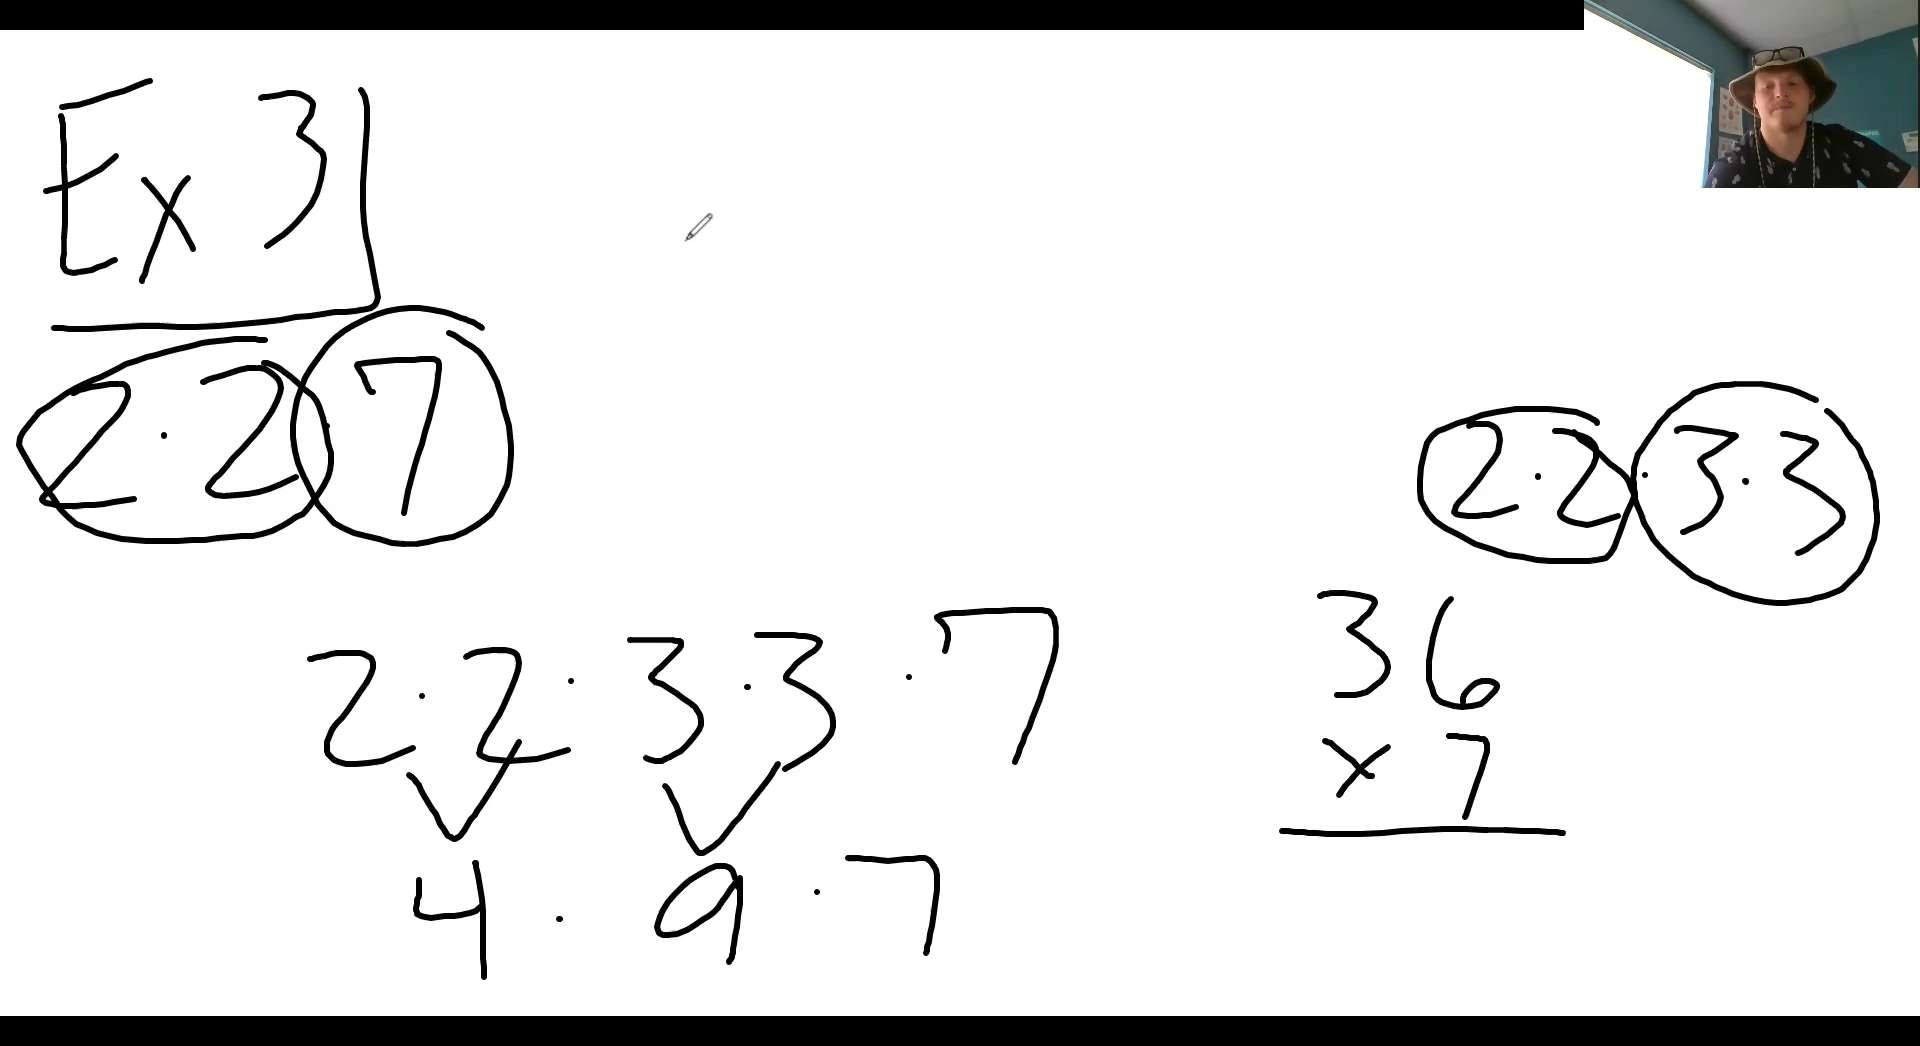 Ex 3
2 · 2 · 7
2 · 2 · 3 · 3
2 · 2 · 3 · 3 · 7
4 · 9 · 7
36
x 7